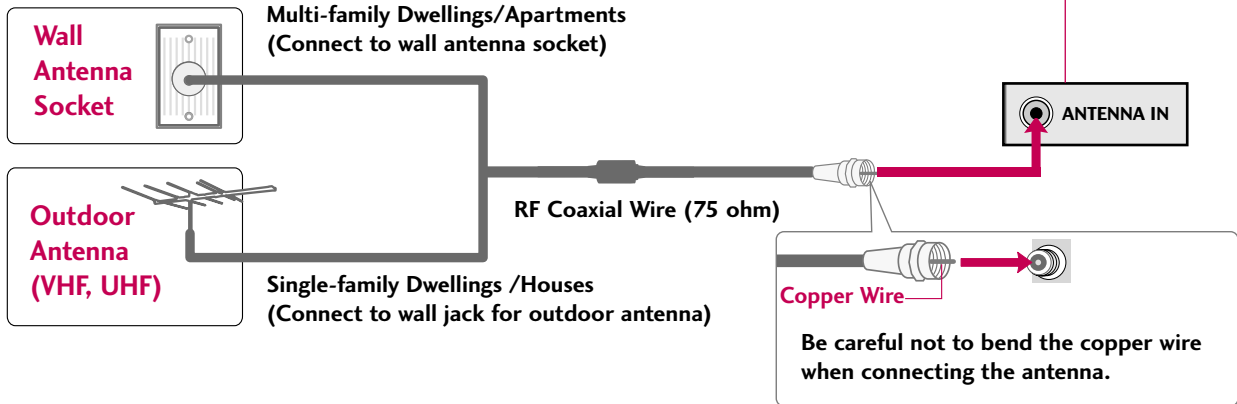 Wall
Antenna
Socket
Multi-family Dwellings/Apartments
(Connect to wall antenna socket)
ANTENNA IN
RF Coaxial Wire (75 ohm)
Outdoor
Antenna
(VHF, UHF)
Single-family Dwellings /Houses
(Connect to wall jack for outdoor antenna)
Copper Wire
Be careful not to bend the copper wire
when connecting the antenna.